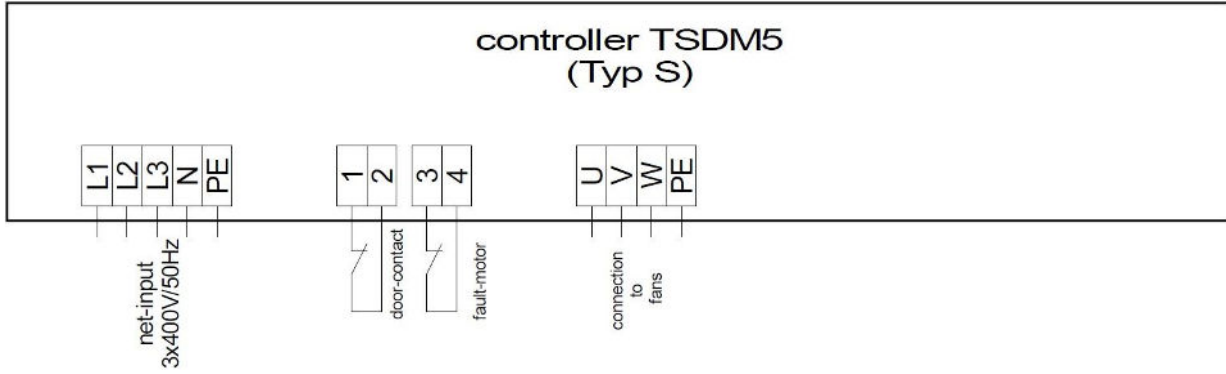 controller TSDM5
(Typ S)
L1
L2
L3
N
PE
1
2
3
4
U
V
W
PE
net-input
3x400V/50Hz
door-contact
fault-motor
connection
to
fans